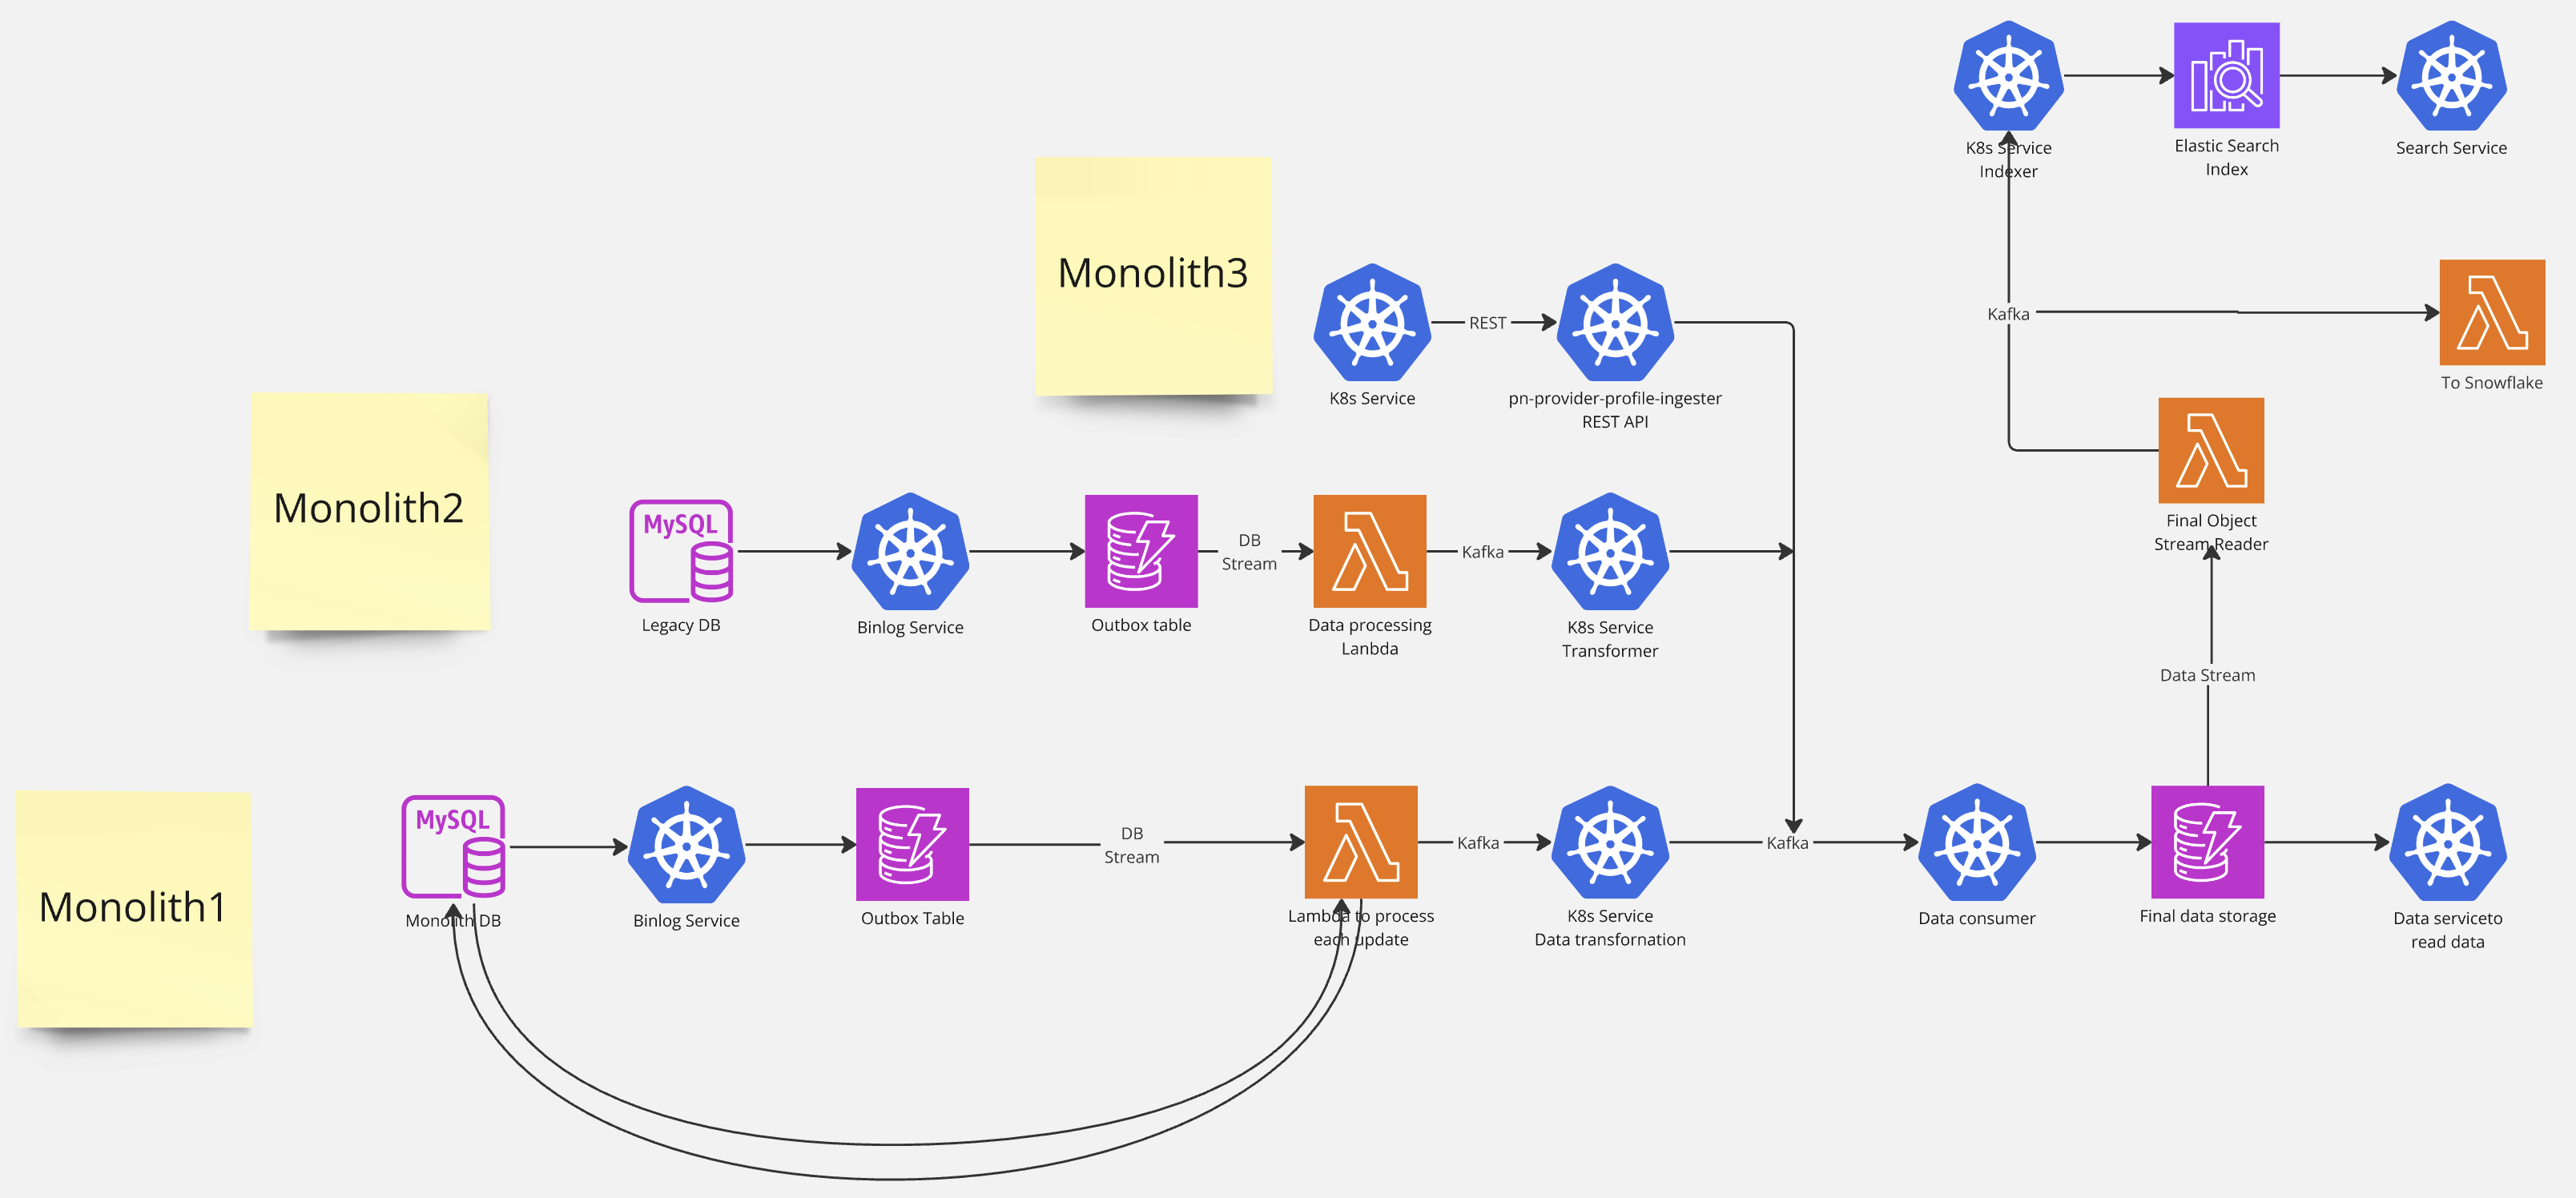 K8s Service
Indexer
Elastic Search
Index
Search Service
Monolith3
K8s Service
REST
pn-provider-profile-ingester
REST API
Kafka
To Snowflake
Monolith2
MySQL
Legacy DB
Binlog Service
Outbox table
DB
Stream
Data processing
Lanbda
Kafka
K8s Service
Transformer
Final Object
Stream Reader
Data Stream
Monolith1
MySQL
Monolith DB
Binlog Service
Outbox Table
DB
Stream
Lambda to process
each update
Kafka
K8s Service
Data transfornation
Kafka
Data consumer
Final data storage
Data serviceto
read data